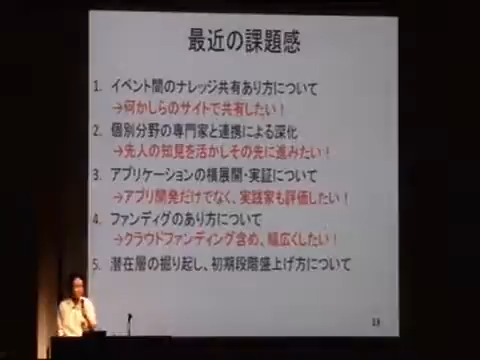 最近の課題感
1. イベント間のナレッジ共有あり方について
→何かしらのサイトで共有したい！
2. 個別分野の専門家と連携による深化
→先人の知見を活かしその先に進みたい！
3. アプリケーションの横展開・実証について
→アプリ開発だけでなく、実践家も評価したい！
4. ファンディグのあり方について
→クラウドファンディング含め、幅広くしたい！
5. 潜在層の掘り起し、初期段階盛上げ方について
13